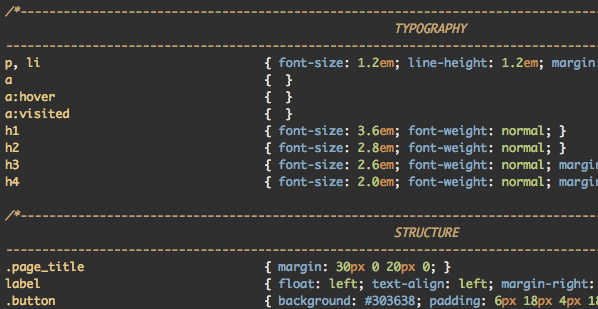 /*--------------------------------------------------------------------------
TYPOGRAPHY
----------------------------------------------------------------------------
p, li { font-size: 1.2em; line-height: 1.2em; margin:
a { }
a:hover { }
a:visited { }
h1 { font-size: 3.6em; font-weight: normal; }
h2 { font-size: 2.8em; font-weight: normal; }
h3 { font-size: 2.6em; font-weight: normal; margin
h4 { font-size: 2.0em; font-weight: normal; margin
/*--------------------------------------------------------------------------
STRUCTURE
----------------------------------------------------------------------------
.page_title { margin: 30px 0 20px 0; }
label { float: left; text-align: left; margin-right:
.button { background: #303638; padding: 6px 18px 4px 18